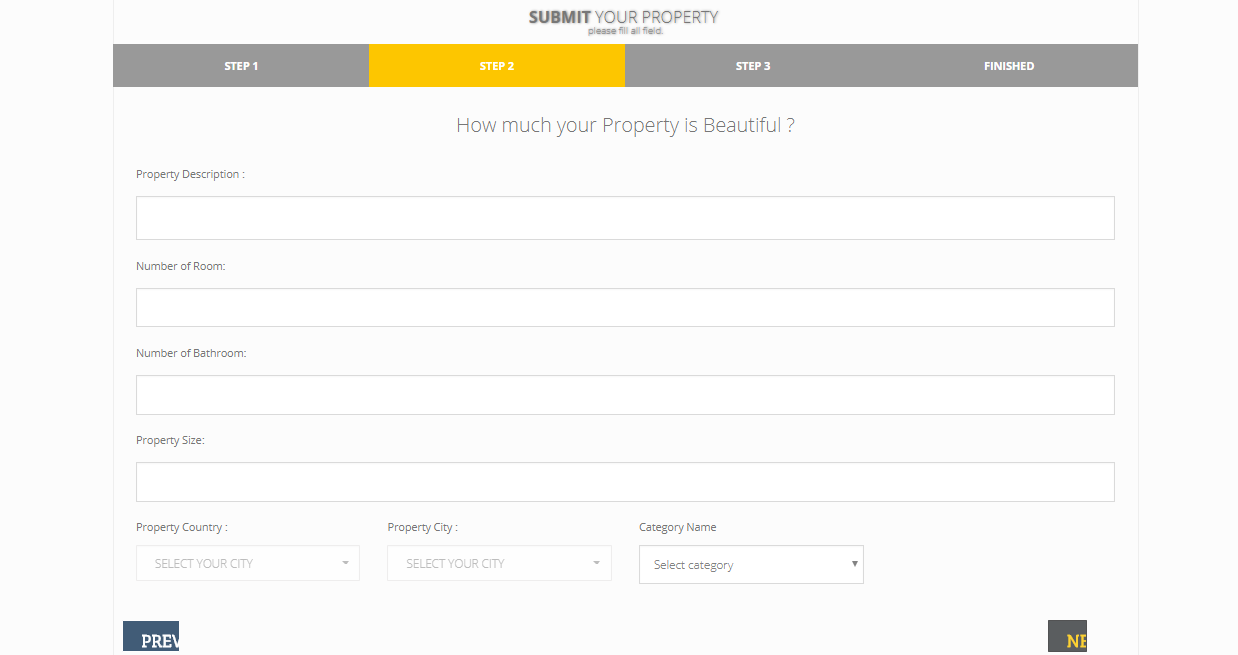 SUBMIT YOUR PROPERTY
please fill all field.
STEP 1 STEP 2 STEP 3 FINISHED
How much your Property is Beautiful ?
Property Description :
Number of Room:
Number of Bathroom:
Property Size:
Property Country : Property City : Category Name
SELECT YOUR CITY SELECT YOUR CITY Select category
PREV NE